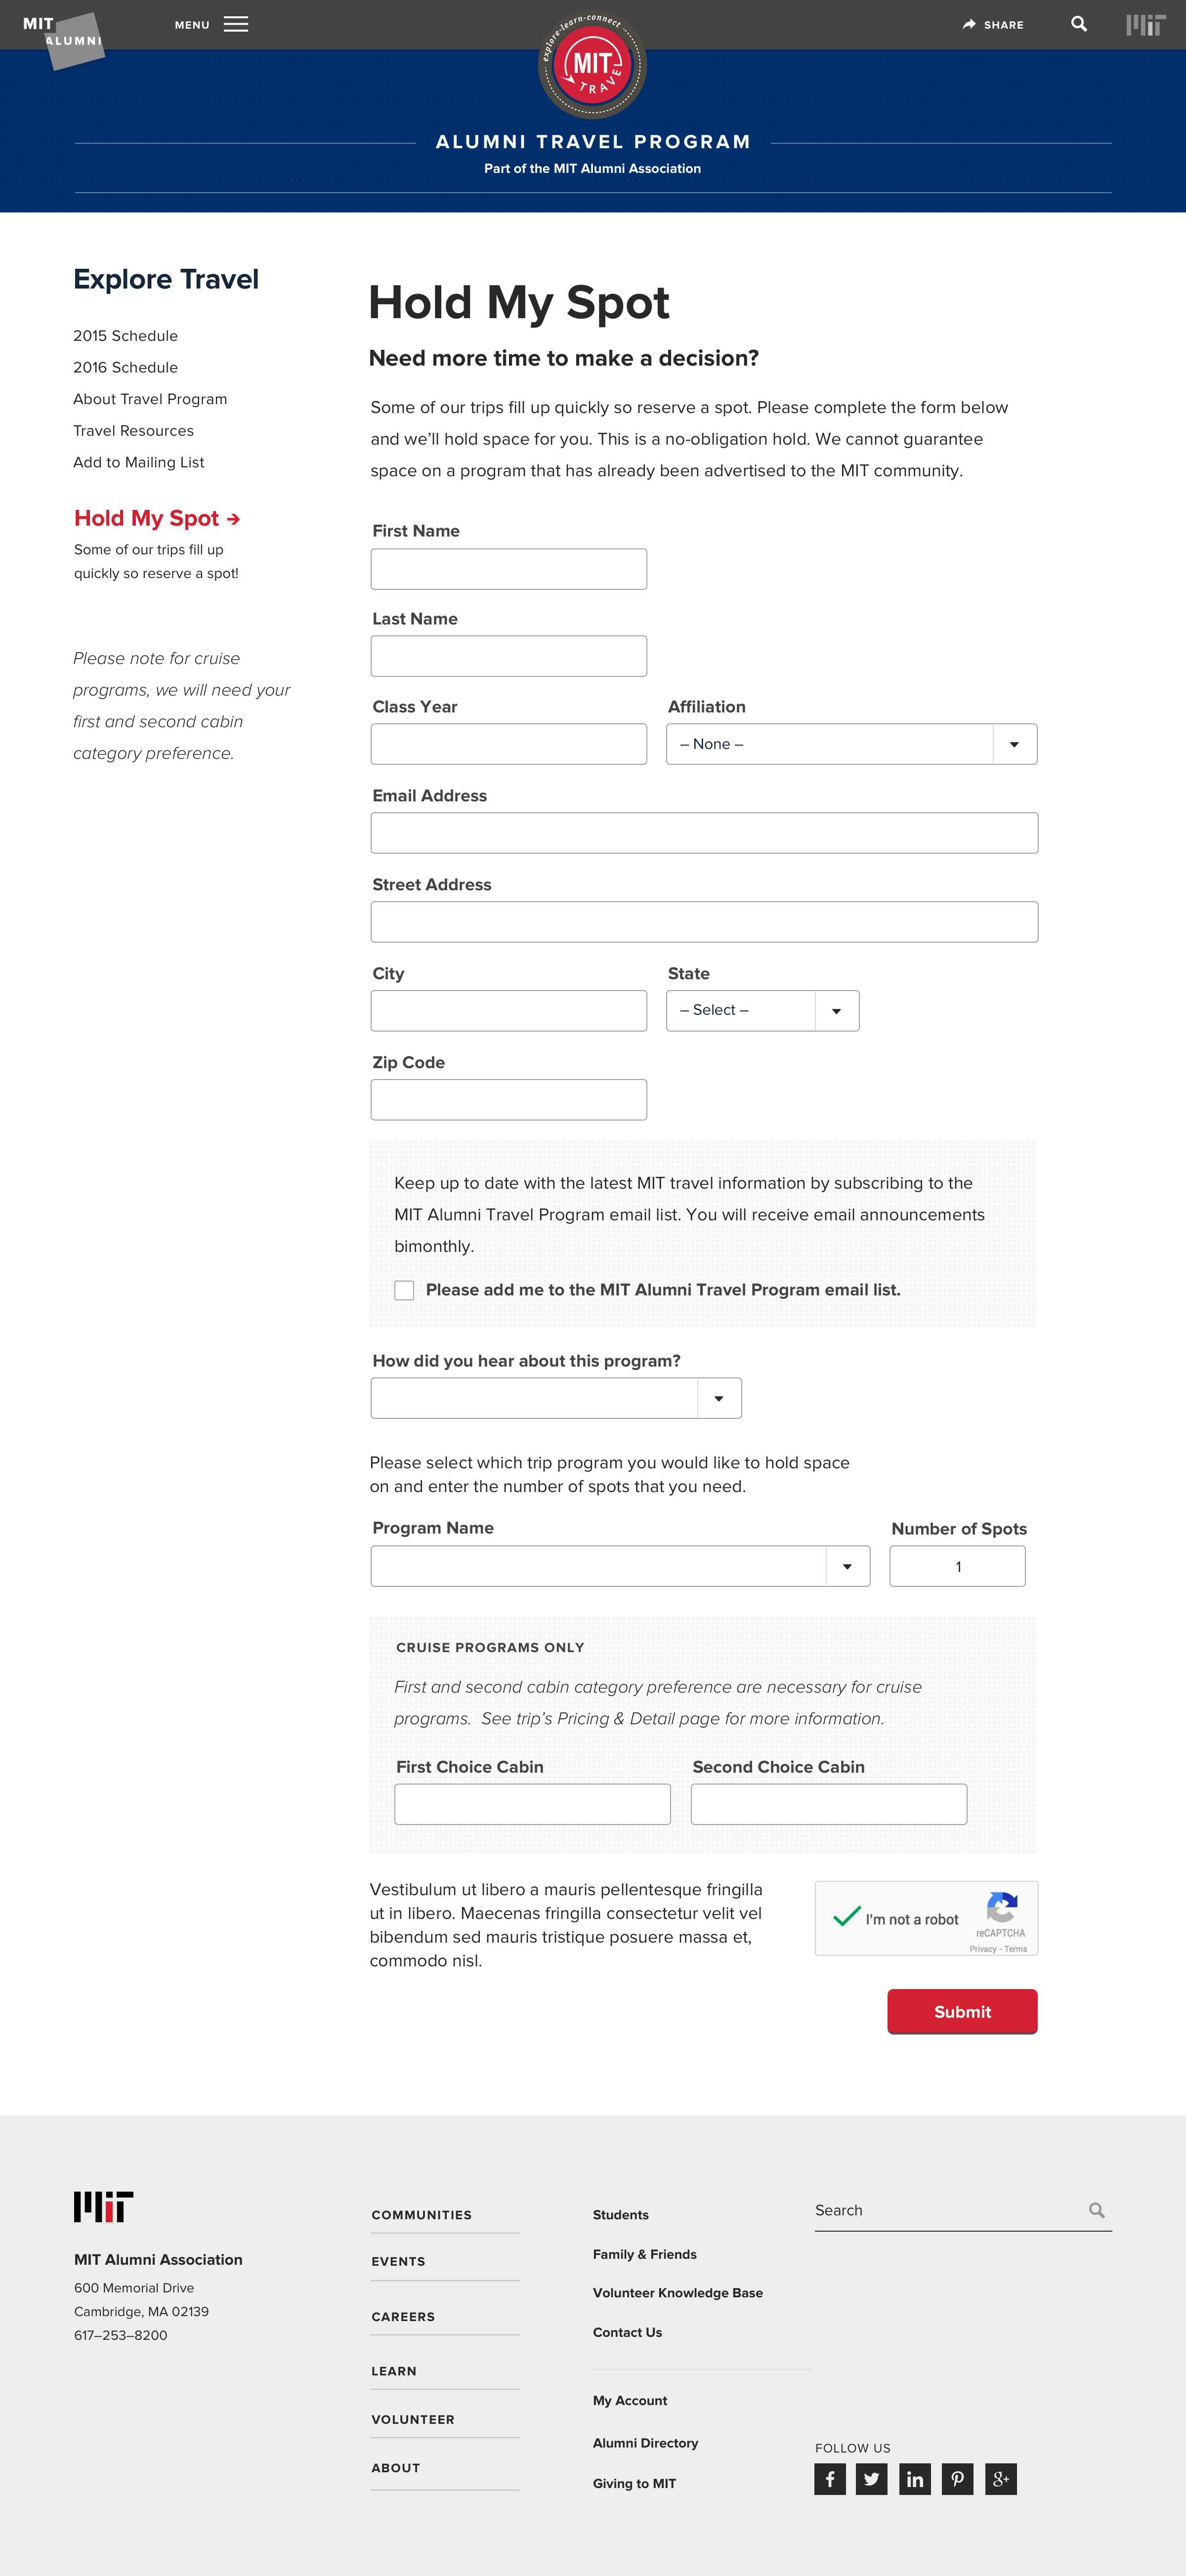 MIT
ALUMNI
MENU
explore-learn-connect
MIT
TRAVEL
SHARE
ALUMNI TRAVEL PROGRAM
Part of the MIT Alumni Association
Explore Travel
2015 Schedule
2016 Schedule
About Travel Program
Travel Resources
Add to Mailing List
Hold My Spot →
Some of our trips fill up
quickly so reserve a spot!
Please note for cruise
programs, we will need your
first and second cabin
category preference.
Hold My Spot
Need more time to make a decision?
Some of our trips fill up quickly so reserve a spot. Please complete the form below
and we’ll hold space for you. This is a no-obligation hold. We cannot guarantee
space on a program that has already been advertised to the MIT community.
First Name
Last Name
Class Year
Affiliation
– None –
Email Address
Street Address
City
State
– Select –
Zip Code
Keep up to date with the latest MIT travel information by subscribing to the
MIT Alumni Travel Program email list. You will receive email announcements
bimonthly.
Please add me to the MIT Alumni Travel Program email list.
How did you hear about this program?
Please select which trip program you would like to hold space
on and enter the number of spots that you need.
Program Name
Number of Spots
1
CRUISE PROGRAMS ONLY
First and second cabin category preference are necessary for cruise
programs.  See trip’s Pricing & Detail page for more information.
First Choice Cabin
Second Choice Cabin
Vestibulum ut libero a mauris pellentesque fringilla
ut in libero. Maecenas fringilla consectetur velit vel
bibendum sed mauris tristique posuere massa et,
commodo nisl.
I'm not a robot
reCAPTCHA
Privacy - Terms
Submit
MIT Alumni Association
600 Memorial Drive
Cambridge, MA 02139
617–253–8200
COMMUNITIES
EVENTS
CAREERS
LEARN
VOLUNTEER
ABOUT
Students
Family & Friends
Volunteer Knowledge Base
Contact Us
My Account
Alumni Directory
Giving to MIT
Search
FOLLOW US